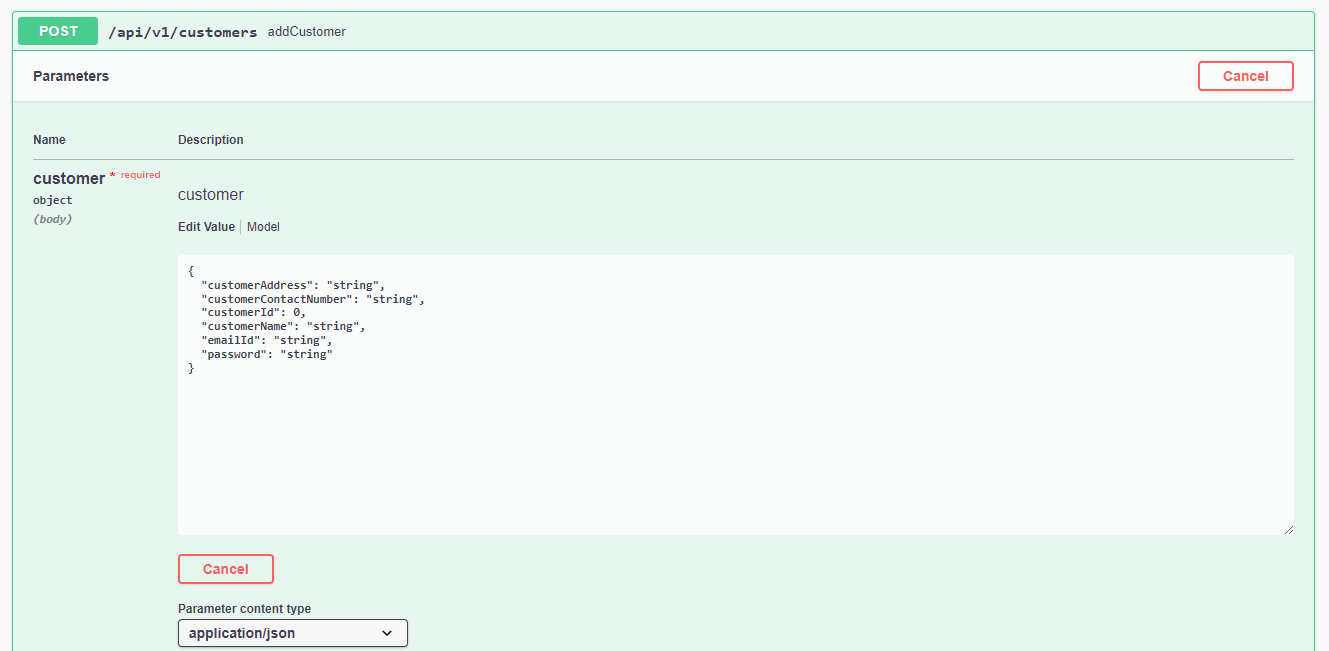 POST /api/v1/customers addCustomer
Parameters Cancel
Name Description
customer * required
object
(body)
customer
Edit Value Model
{
  "customerAddress": "string",
  "customerContactNumber": "string",
  "customerId": 0,
  "customerName": "string",
  "emailId": "string",
  "password": "string"
}
Cancel
Parameter content type
application/json